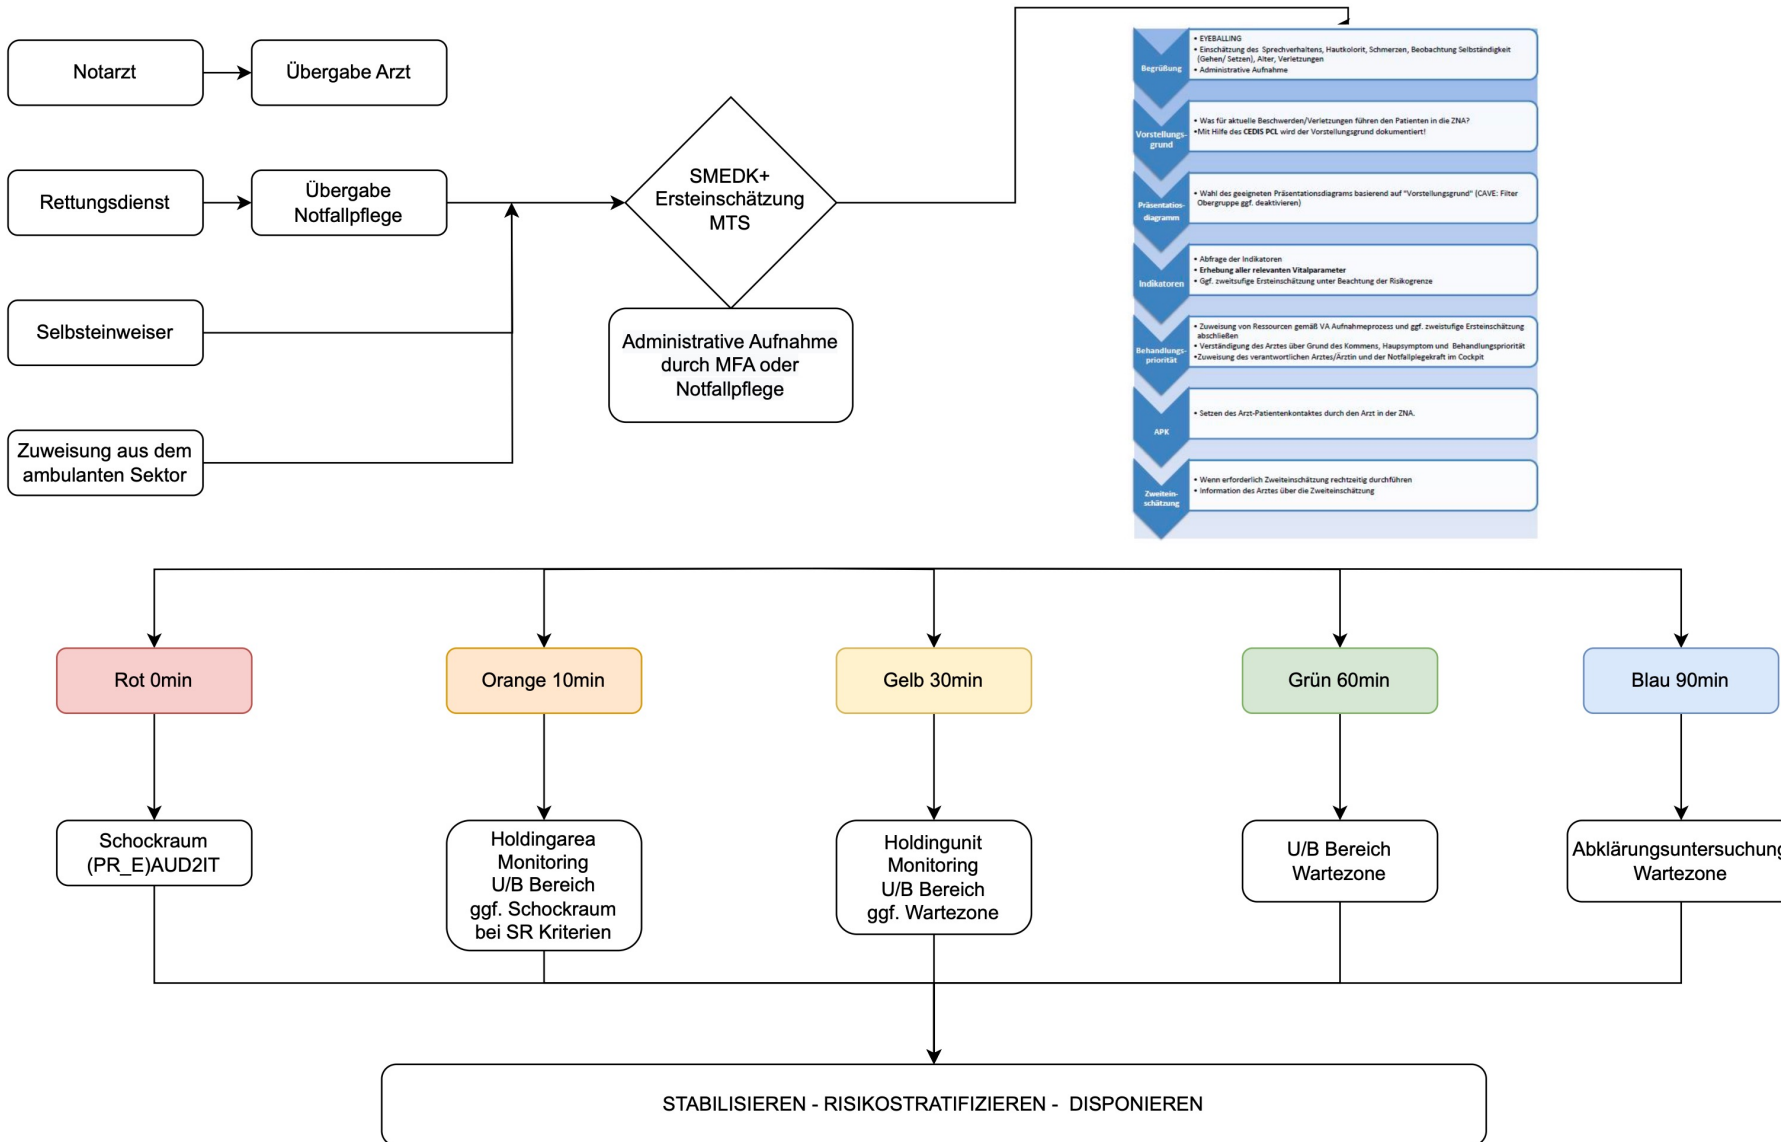 Notarzt
Übergabe Arzt
Rettungsdienst
Übergabe
Notfallpflege
Selbsteinweiser
Zuweisung aus dem
ambulanten Sektor
SMEDK+
Ersteinschätzung
MTS
Administrative Aufnahme
durch MFA oder
Notfallpflege
Begrüßung
• EYEBALLING
• Einschätzung des Sprechverhaltens, Hautkolorit, Schmerzen, Beobachtung Selbständigkeit
(Gehen/ Setzen), Alter, Verletzungen
• Administrative Aufnahme
Vorstellungs-
grund
• Was für aktuelle Beschwerden/Verletzungen führen den Patienten in die ZNA?
•Mit Hilfe des CEDIS PCL wird der Vorstellungsgrund dokumentiert!
Präsentatios-
diagramm
• Wahl des geeigneten Präsentationsdiagrams basierend auf "Vorstellungsgrund" (CAVE: Filter
Obergruppe ggf. deaktivieren)
Indikatoren
• Abfrage der Indikatoren
• Erhebung aller relevanten Vitalparameter
• Ggf. zweitsufige Ersteinschätzung unter Beachtung der Risikogrenze
Behandlungs-
priorität
• Zuweisung von Ressourcen gemäß VA Aufnahmeprozess und ggf. zweistufige Ersteinschätzung
abschließen
• Verständigung des Arztes über Grund des Kommens, Haupsymptom und Behandlungspriorität
•Zuweisung des verantwortlichen Arztes/Ärztin und der Notfallplegekraft im Cockpit
APK
• Setzen des Arzt-Patientenkontaktes durch den Arzt in der ZNA.
Zweitein-
schätzung
• Wenn erforderlich Zweiteinschätzung rechtzeitig durchführen
• Information des Arztes über die Zweiteinschätzung
Rot 0min
Orange 10min
Gelb 30min
Grün 60min
Blau 90min
Schockraum
(PR_E)AUD2IT
Holdingarea
Monitoring
U/B Bereich
ggf. Schockraum
bei SR Kriterien
Holdingunit
Monitoring
U/B Bereich
ggf. Wartezone
U/B Bereich
Wartezone
Abklärungsuntersuchung
Wartezone
STABILISIEREN - RISIKOSTRATIFIZIEREN - DISPONIEREN